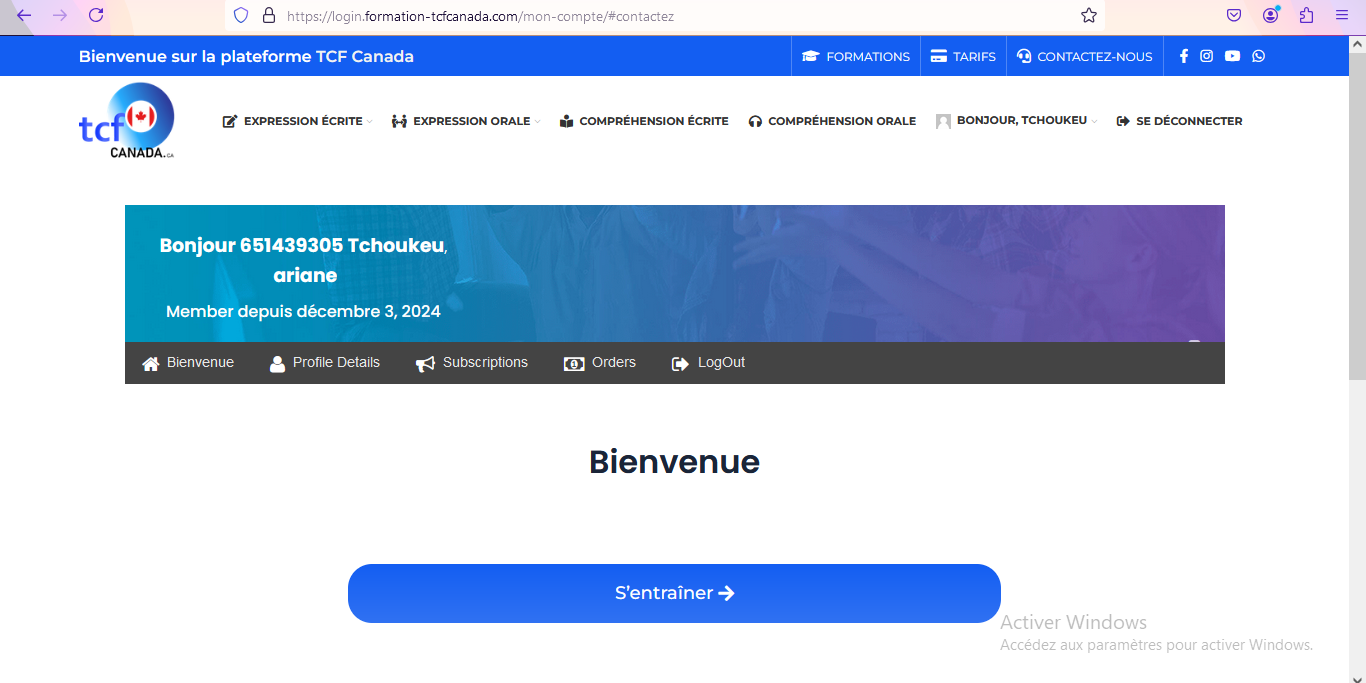 https://login.formation-tcfcanada.com/mon-compte/#contactez
Bienvenue sur la plateforme TCF Canada
FORMATIONS
TARIFS
CONTACTEZ-NOUS
tcf
CANADA.CA
EXPRESSION ÉCRITE
EXPRESSION ORALE
COMPRÉHENSION ÉCRITE
COMPRÉHENSION ORALE
BONJOUR, TCHOUKEU
SE DÉCONNECTER
Bonjour 651439305 Tchoukeu,
ariane
Member depuis décembre 3, 2024
Bienvenue
Profile Details
Subscriptions
Orders
LogOut
Bienvenue
S’entraîner
Activer Windows
Accédez aux paramètres pour activer Windows.